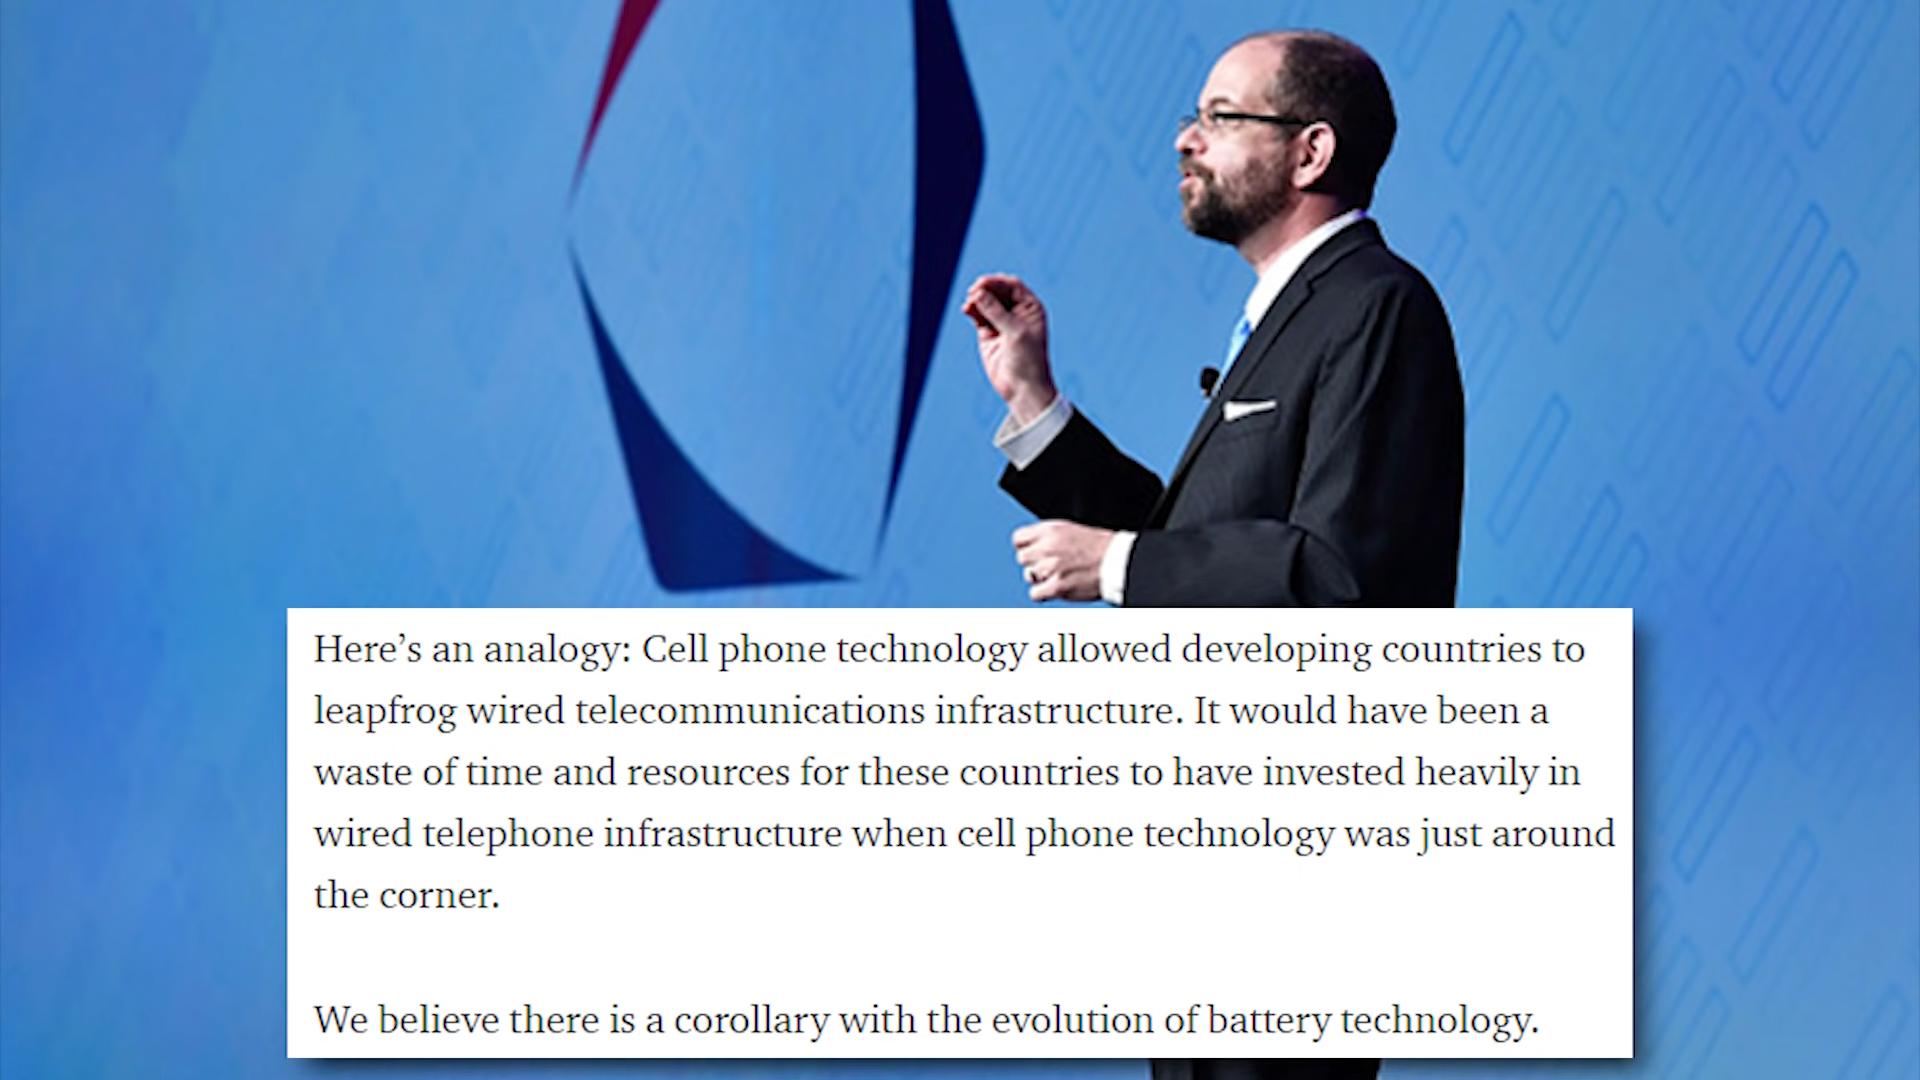 Here’s an analogy: Cell phone technology allowed developing countries to
leapfrog wired telecommunications infrastructure. It would have been a
waste of time and resources for these countries to have invested heavily in
wired telephone infrastructure when cell phone technology was just around
the corner.
We believe there is a corollary with the evolution of battery technology.